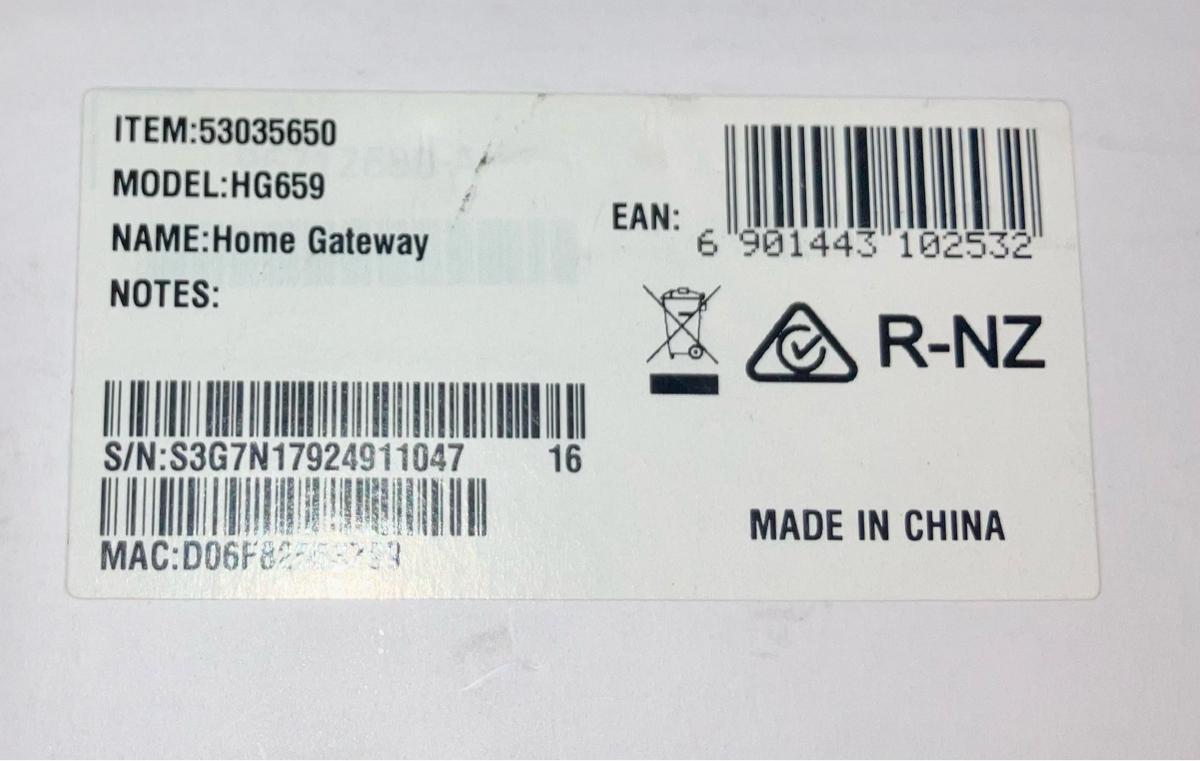 ITEM:53035650
MODEL:HG659
NAME:Home Gateway
NOTES:
EAN:
6 901443 102532
R-NZ
S/N:S3G7N17924911047 16
MADE IN CHINA